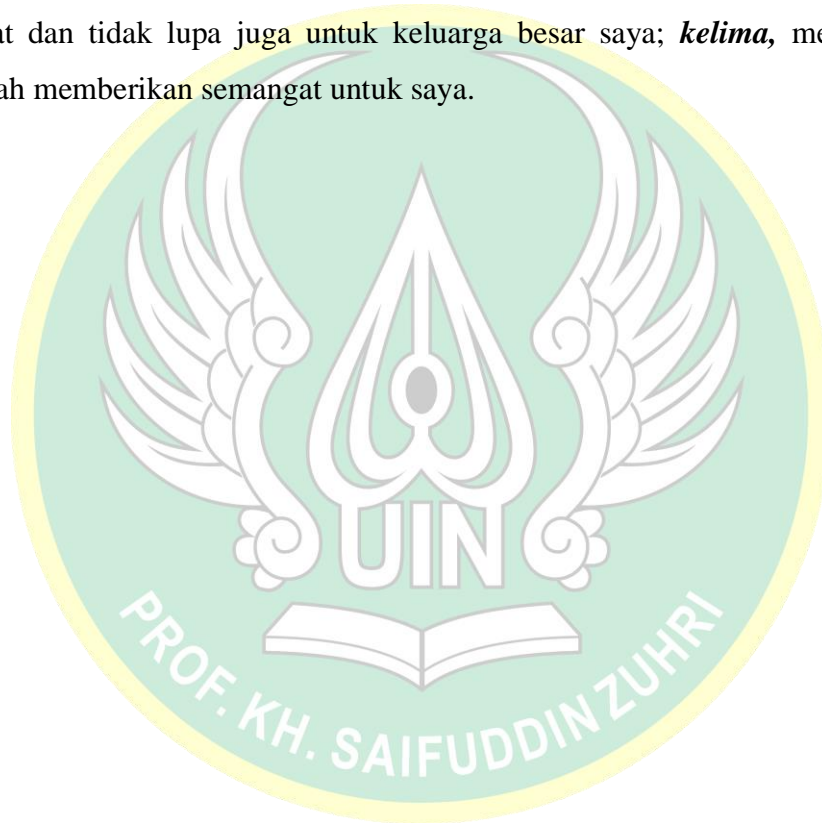 at dan tidak lupa juga untuk keluarga besar saya; kelima, me
ah memberikan semangat untuk saya.
UIN
PROF. KH. SAIFUDDIN ZUHRI